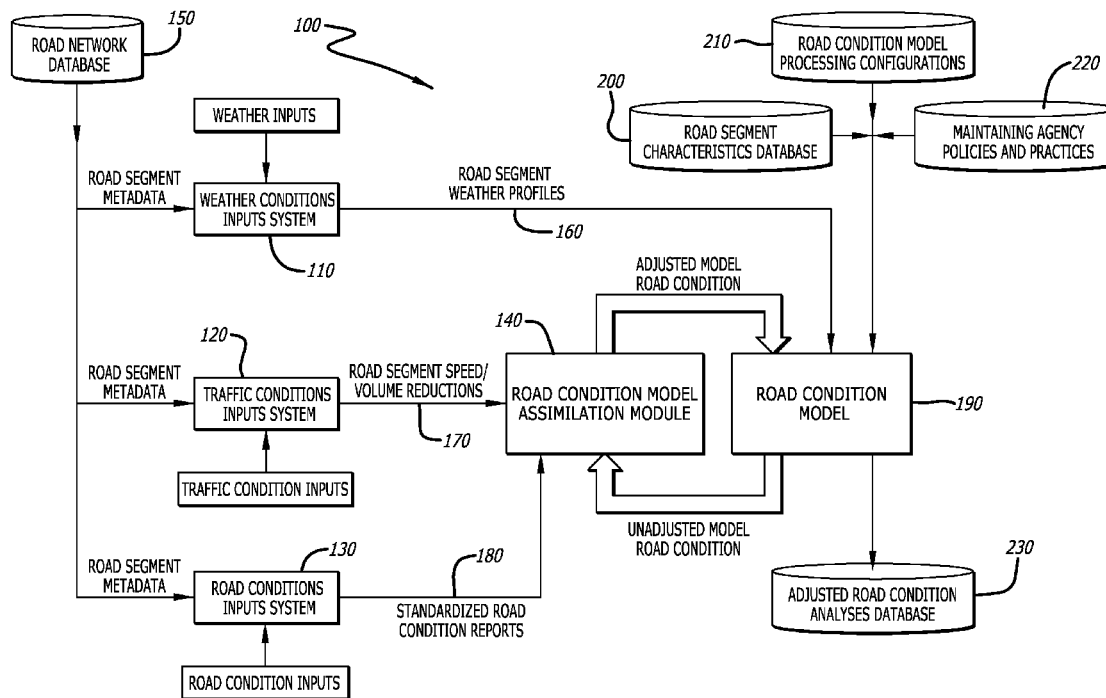 150
ROAD NETWORK
DATABASE
100
210
ROAD CONDITION MODEL
PROCESSING CONFIGURATIONS
220
200
ROAD SEGMENT
CHARACTERISTICS DATABASE
MAINTAINING AGENCY
POLICIES AND PRACTICES
WEATHER INPUTS
ROAD SEGMENT
METADATA
WEATHER CONDITIONS
INPUTS SYSTEM
110
ROAD SEGMENT
WEATHER PROFILES
160
ADJUSTED MODEL
ROAD CONDITION
120
140
ROAD SEGMENT
METADATA
TRAFFIC CONDITIONS
INPUTS SYSTEM
ROAD SEGMENT SPEED/
VOLUME REDUCTIONS
170
ROAD CONDITION MODEL
ASSIMILATION MODULE
ROAD CONDITION
MODEL
190
TRAFFIC CONDITION INPUTS
UNADJUSTED MODEL
ROAD CONDITION
130
180
ROAD SEGMENT
METADATA
ROAD CONDITIONS
INPUTS SYSTEM
STANDARDIZED ROAD
CONDITION REPORTS
230
ADJUSTED ROAD CONDITION
ANALYSES DATABASE
ROAD CONDITION INPUTS